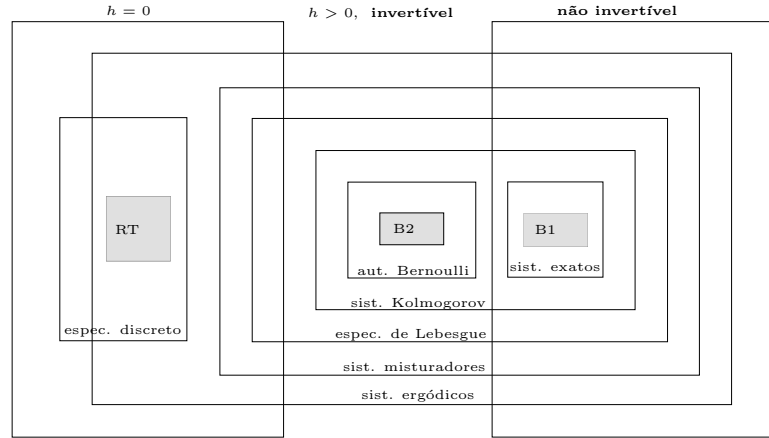 h = 0
h > 0, invertível
não invertível
RT
B2
B1
aut. Bernoulli
sist. exatos
sist. Kolmogorov
espec. discreto
espec. de Lebesgue
sist. misturadores
sist. ergódicos